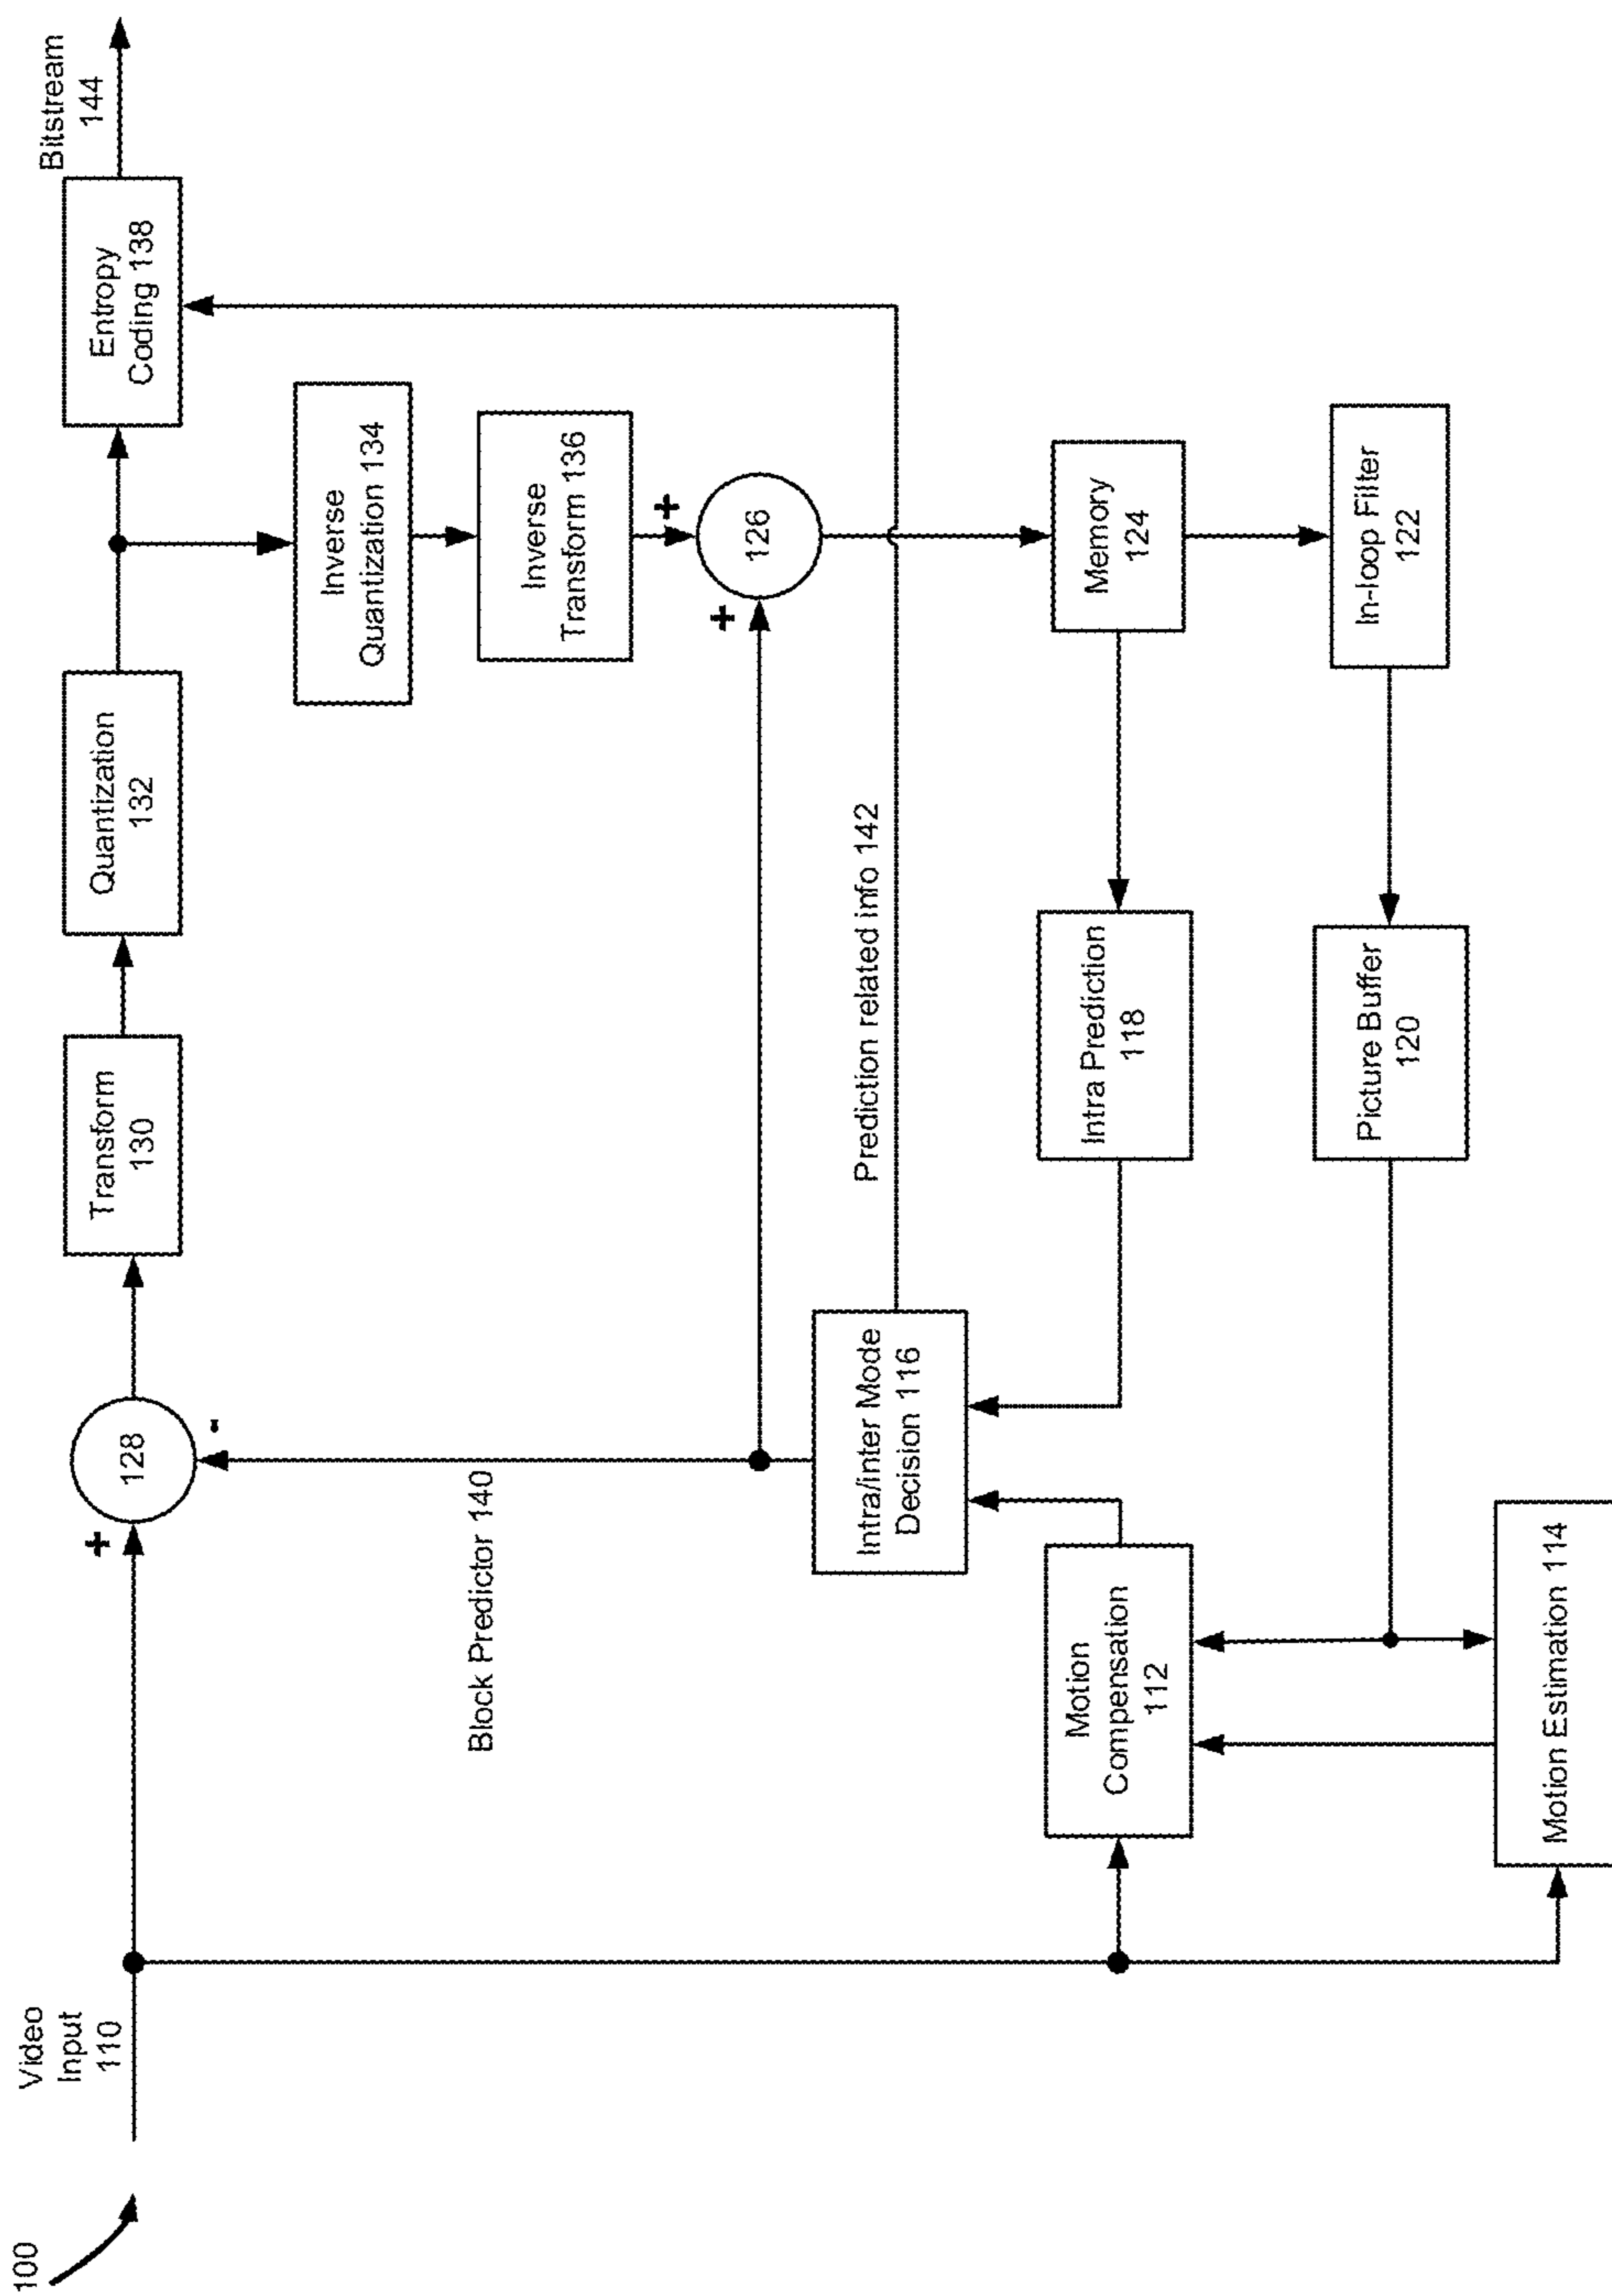 100
Video
Input
110
+
128
-
Transform
130
Quantization
132
Entropy
Coding 138
Bitstream
144
Inverse
Quantization 134
Inverse
Transform 136
+
+
126
Block Predictor 140
Prediction related info 142
Intra/inter Mode
Decision 116
Memory
124
Intra Prediction
118
In-loop Filter
122
Picture Buffer
120
Motion
Compensation
112
Motion Estimation 114